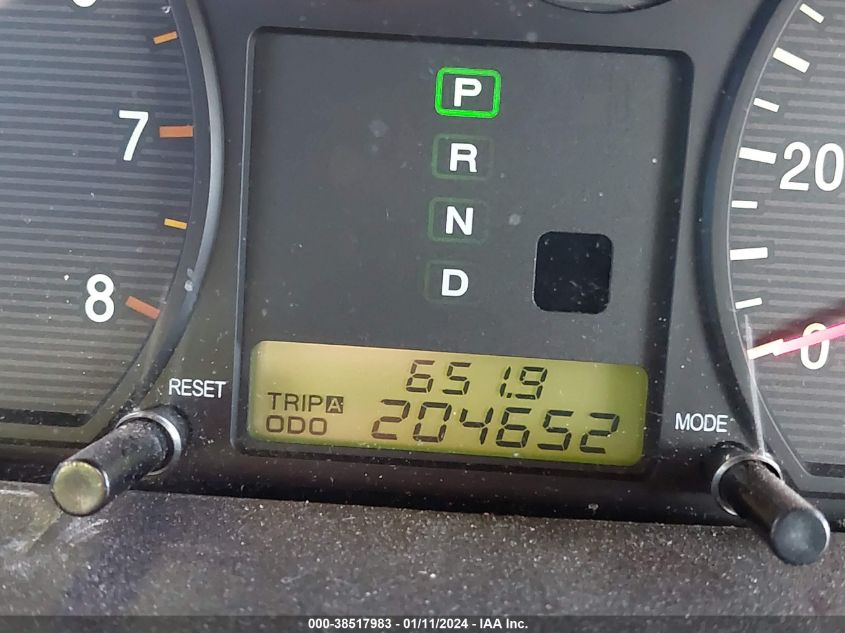 P
7
R
20
N
8
D
0
651.9
RESET
TRIP A
ODO 204652
MODE
000-38517983 - 01/11/2024 - IAA Inc.